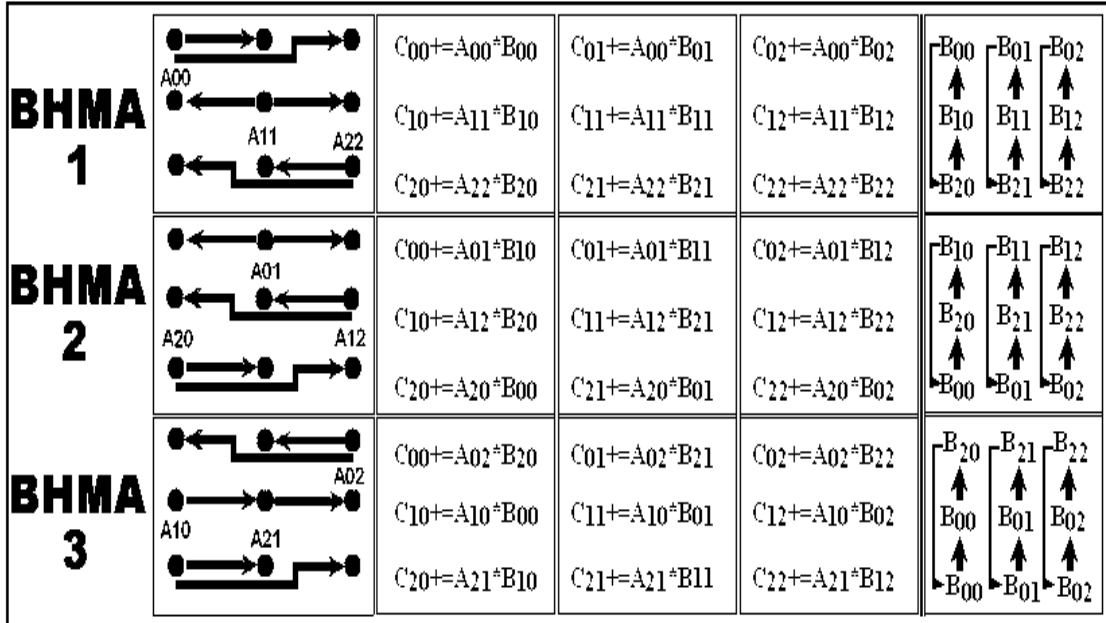 A00
A11 A22
BHMA
1
C00+=A00*B00 C01+=A00*B01 C02+=A00*B02
C10+=A11*B10 C11+=A11*B11 C12+=A11*B12
C20+=A22*B20 C21+=A22*B21 C22+=A22*B22
B00 B01 B02
B10 B11 B12
B20 B21 B22
A01
A20 A12
BHMA
2
C00+=A01*B10 C01+=A01*B11 C02+=A01*B12
C10+=A12*B20 C11+=A12*B21 C12+=A12*B22
C20+=A20*B00 C21+=A20*B01 C22+=A20*B02
B10 B11 B12
B20 B21 B22
B00 B01 B02
A02
A10 A21
BHMA
3
C00+=A02*B20 C01+=A02*B21 C02+=A02*B22
C10+=A10*B00 C11+=A10*B01 C12+=A10*B02
C20+=A21*B10 C21+=A21*B11 C22+=A21*B12
B20 B21 B22
B00 B01 B02
B00 B01 B02